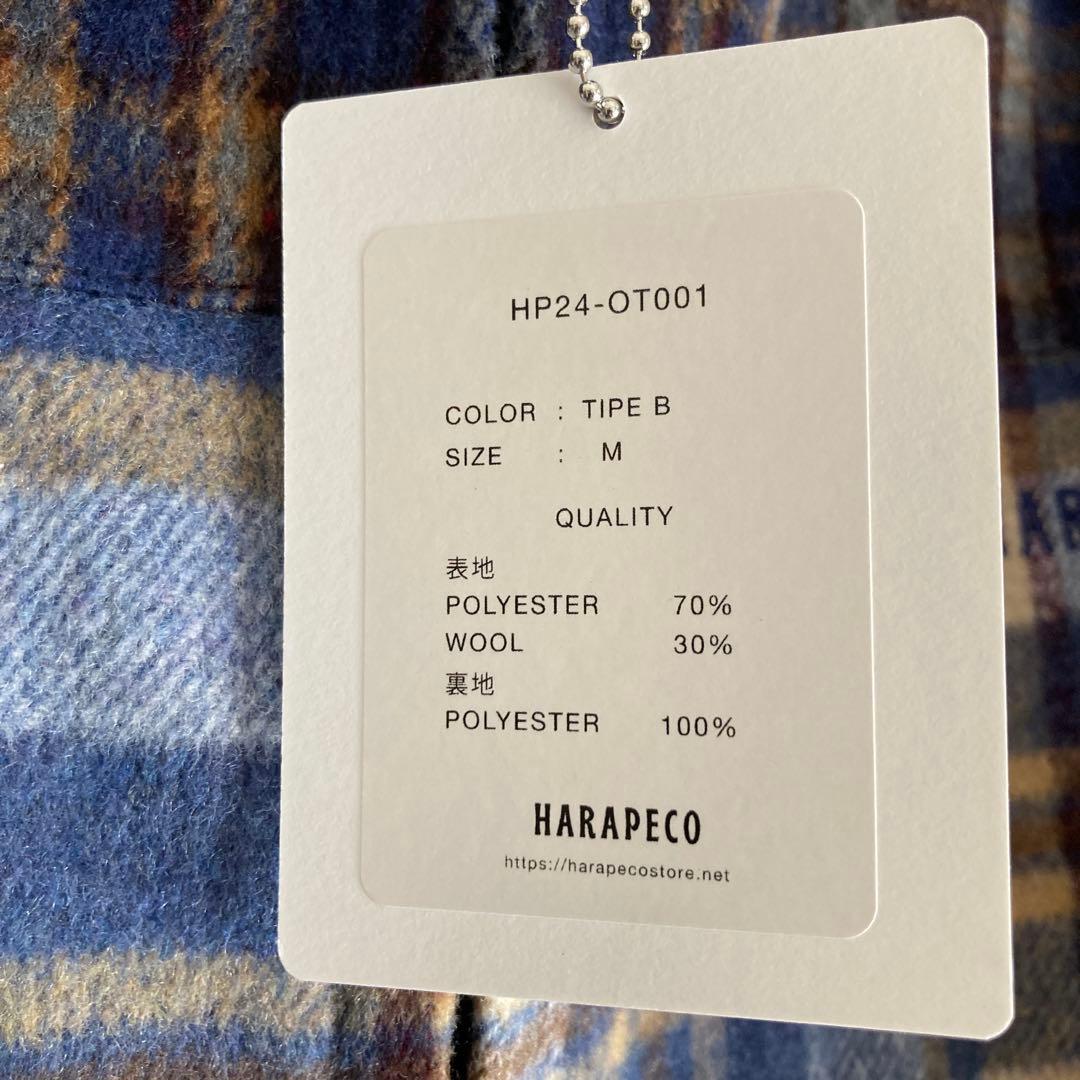 HP24-OT001
COLOR : TIPE B
SIZE : M
QUALITY
表地
POLYESTER 70%
WOOL 30%
裏地
POLYESTER 100%
HARAPECO
https://harapecostore.net